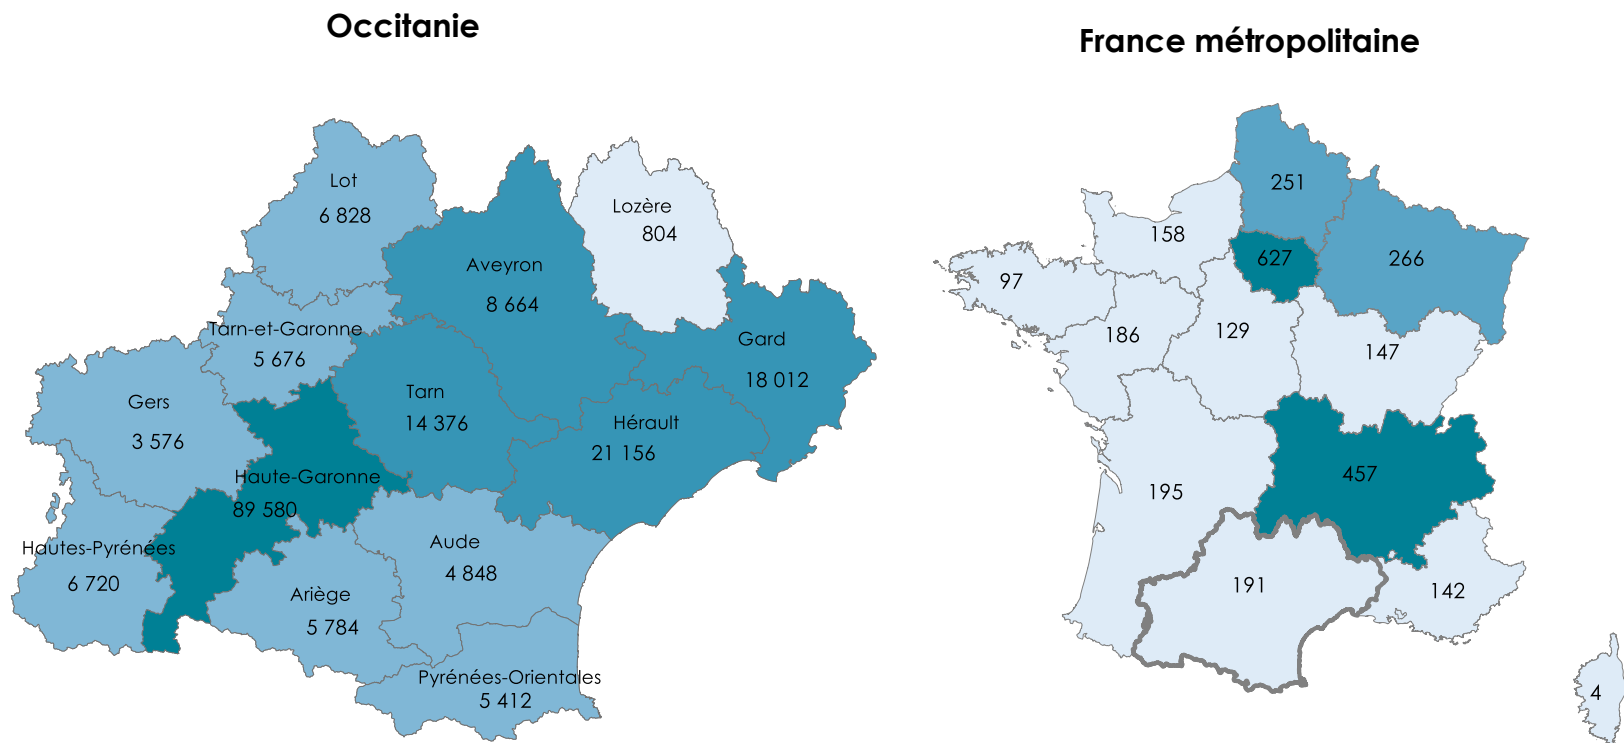 Occitanie
France métropolitaine
Lot
6 828
Lozère
804
Aveyron
8 664
Tarn-et-Garonne
5 676
Gard
18 012
Gers
3 576
Tarn
14 376
Hérault
21 156
Haute-Garonne
89 580
Hautes-Pyrénées
6 720
Aude
4 848
Ariège
5 784
Pyrénées-Orientales
5 412
251
158
627
266
97
186
129
147
457
195
191
142
4